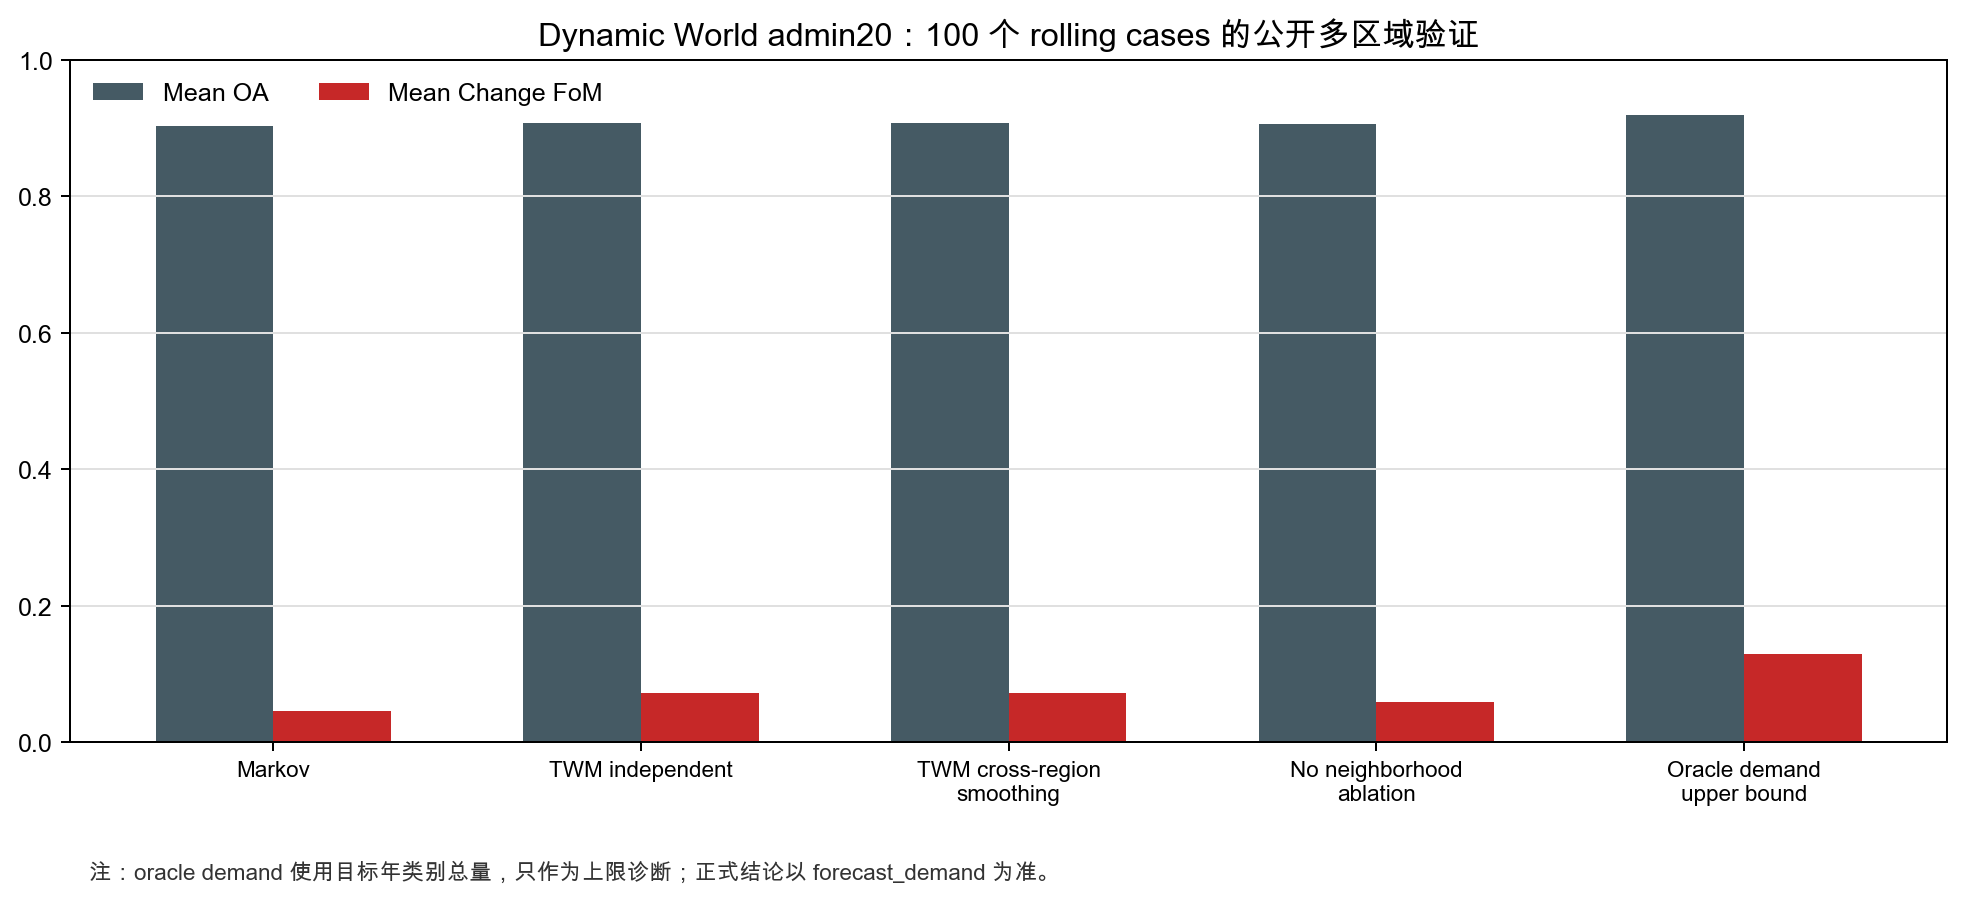 Dynamic World admin20：100 个 rolling cases 的公开多区域验证
Mean OA
Mean Change FoM
1.0
0.8
0.6
0.4
0.2
0.0
Markov
TWM independent
TWM cross-region
smoothing
No neighborhood
ablation
Oracle demand
upper bound
注：oracle demand 使用目标年类别总量，只作为上限诊断；正式结论以 forecast_demand 为准。